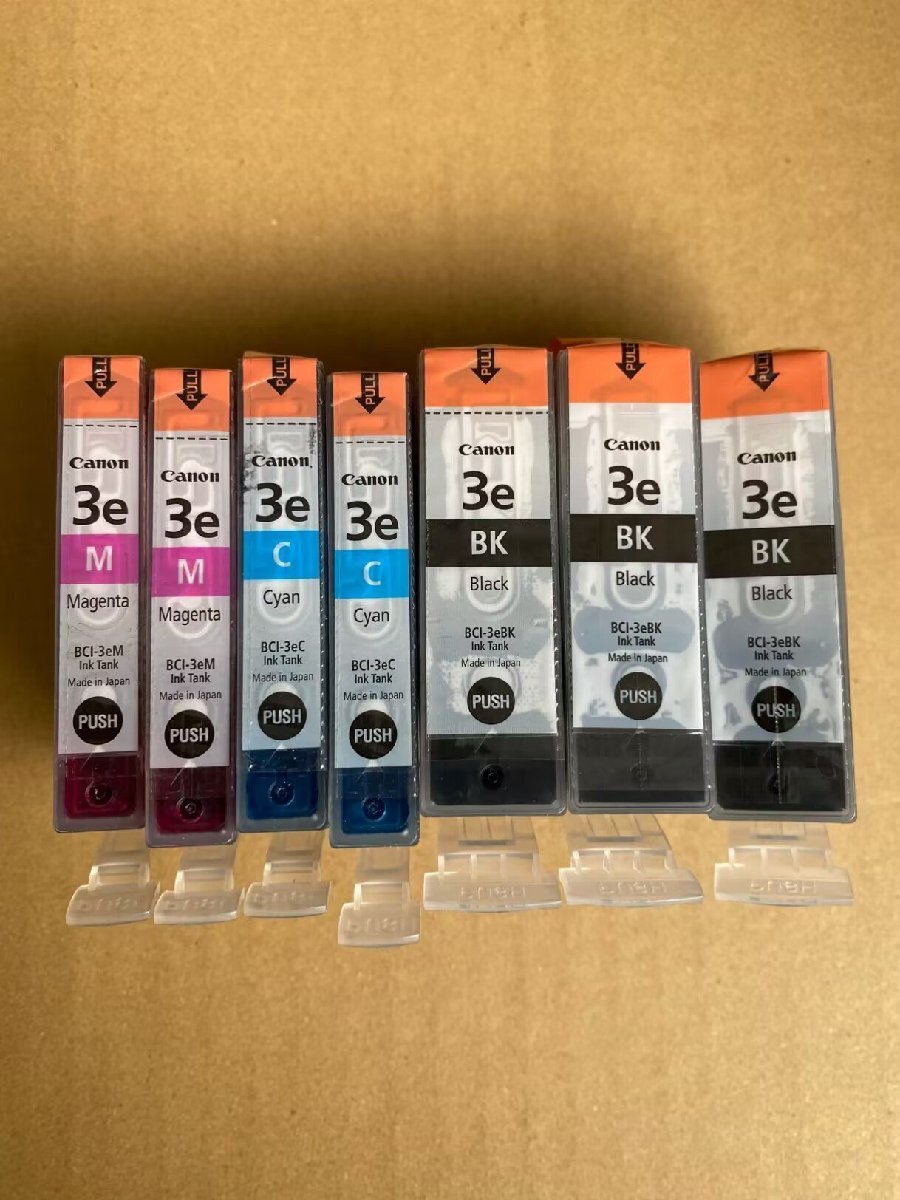 PULL
Canon
3e
M
Magenta
BCI-3eM
Ink Tank
Made in Japan
PUSH
PULL
Canon
3e
M
Magenta
BCI-3eM
Ink Tank
Made in Japan
PUSH
PULL
Canon
3e
C
Cyan
BCI-3eC
Ink Tank
Made in Japan
PUSH
PULL
Canon
3e
C
Cyan
BCI-3eC
Ink Tank
Made in Japan
PUSH
PULL
Canon
3e
BK
Black
BCI-3eBK
Ink Tank
Made in Japan
PUSH
PULL
Canon
3e
BK
Black
BCI-3eBK
Ink Tank
Made in Japan
PUSH
PULL
Canon
3e
BK
Black
BCI-3eBK
Ink Tank
Made in Japan
PUSH